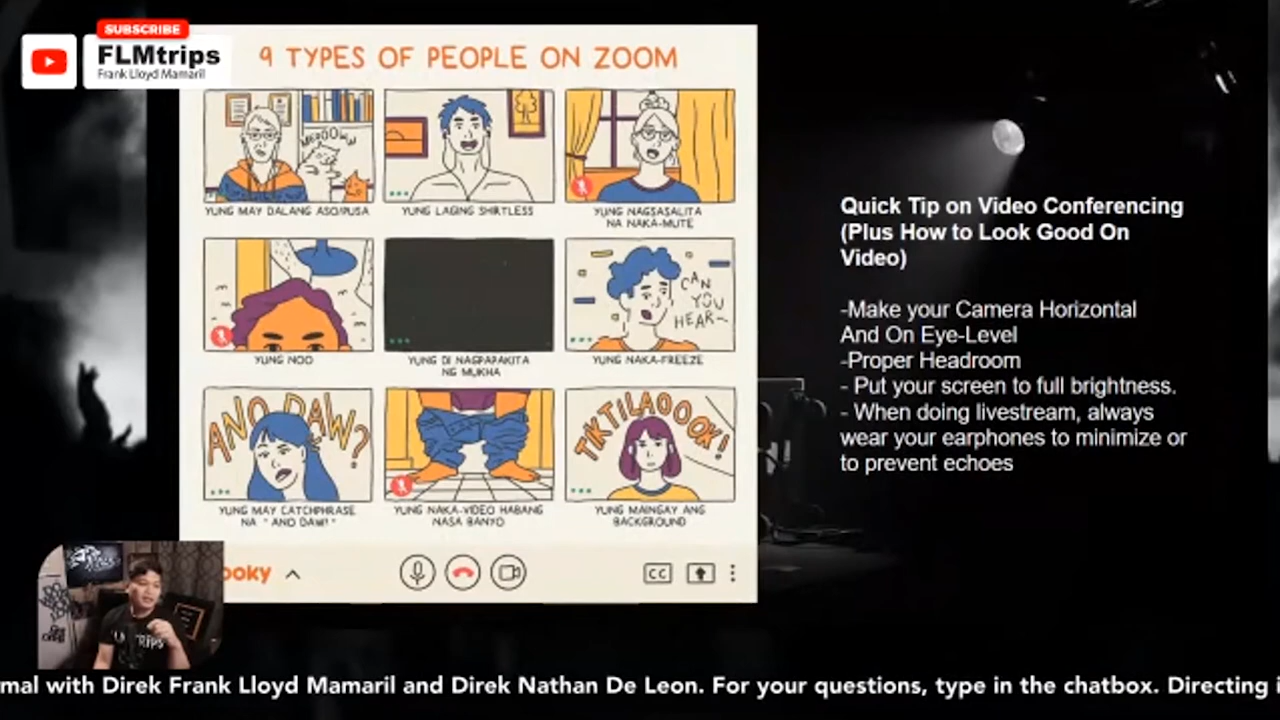 SUBSCRIBE
FLMtrips
Frank Lloyd Mamaril
9 TYPES OF PEOPLE ON ZOOM
MEEOOWW
YUNG MAY DALANG ASO/PUSA
YUNG LAGING SHIRTLESS
YUNG NAGSASALITA
NA NAKA-MUTE
YUNG NOO
YUNG DI NAGPAPAKITA
NG MUKHA
CAN
YOU
HEAR-
YUNG NAKA-FREEZE
ANO DAW?
YUNG MAY CATCHPHRASE
NA "ANO DAW?"
YUNG NAKA-VIDEO HABANG
NASA BANYO
TIKTILAOOOK!
YUNG MAINGAY ANG
BACKGROUND
ooky
CC
Quick Tip on Video Conferencing
(Plus How to Look Good On
Video)
-Make your Camera Horizontal
And On Eye-Level
-Proper Headroom
- Put your screen to full brightness.
- When doing livestream, always
wear your earphones to minimize or
to prevent echoes
mal with Direk Frank Lloyd Mamaril and Direk Nathan De Leon. For your questions, type in the chatbox. Directing i